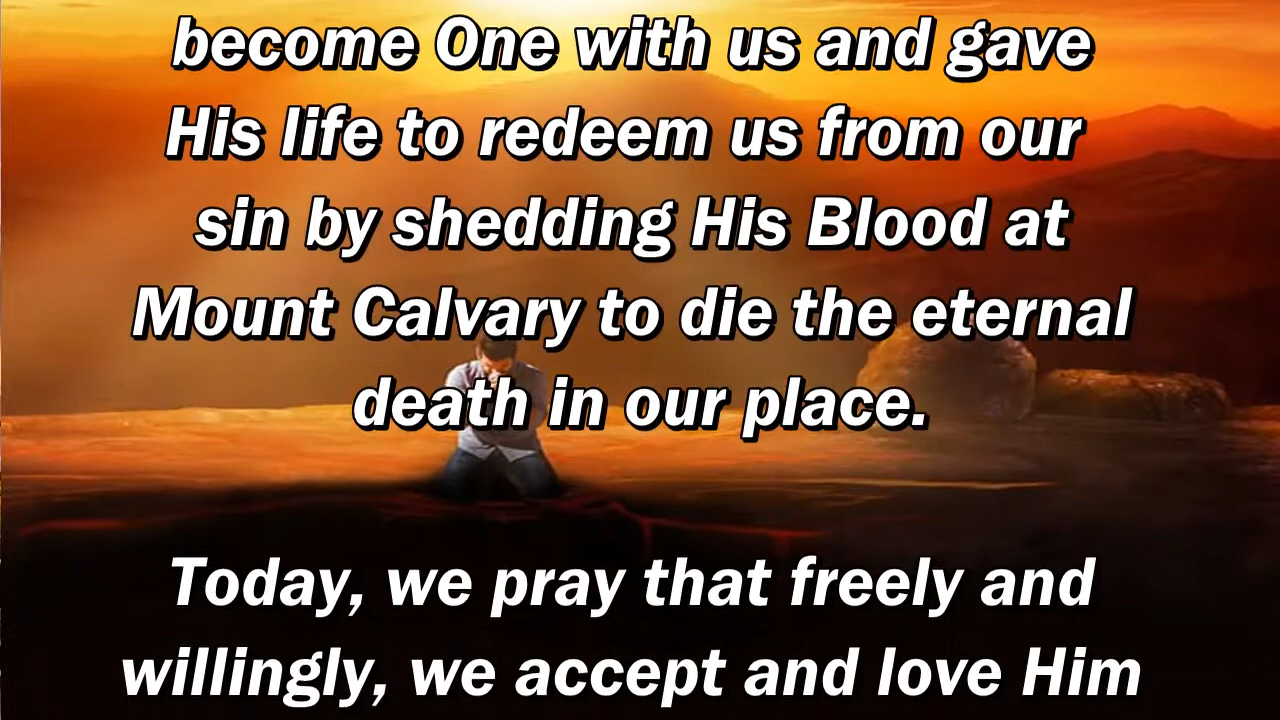 become One with us and gave
His life to redeem us from our
sin by shedding His Blood at
Mount Calvary to die the eternal
death in our place.
Today, we pray that freely and
willingly, we accept and love Him